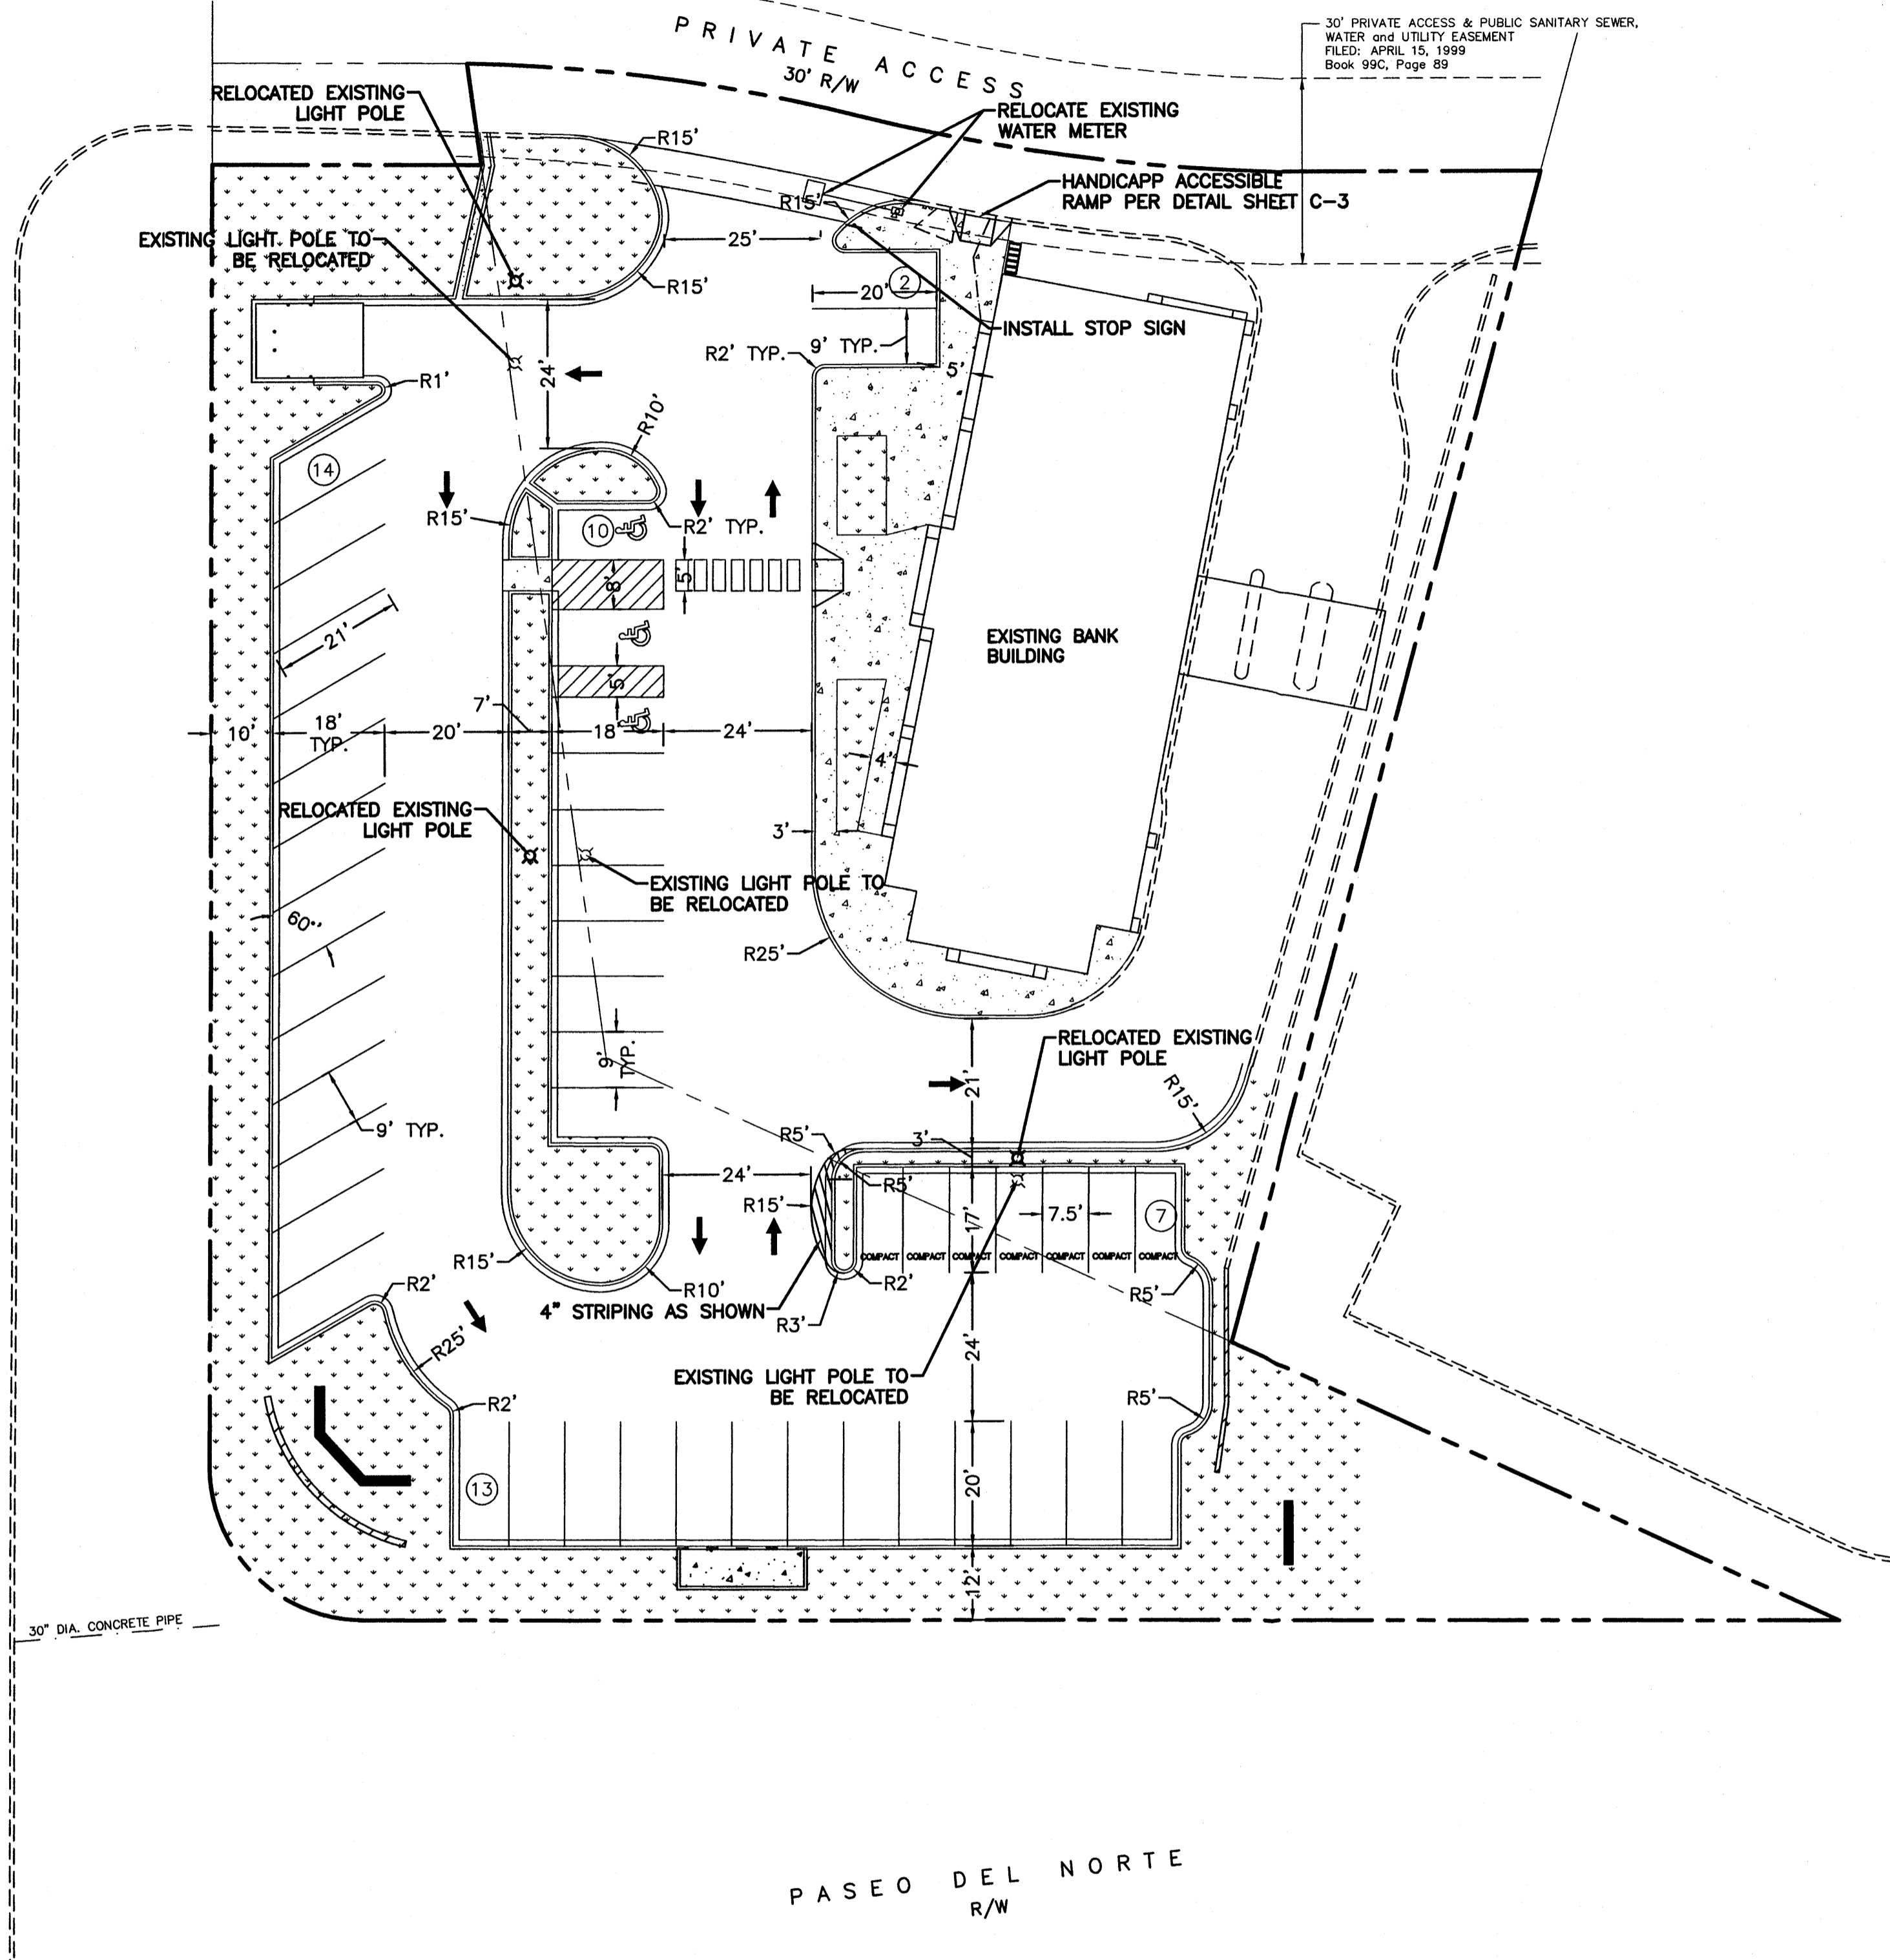 PRIVATE ACCESS
30' R/W
30' PRIVATE ACCESS & PUBLIC SANITARY SEWER,
WATER and UTILITY EASEMENT
FILED: APRIL 15, 1999
Book 99C, Page 89
RELOCATED EXISTING
LIGHT POLE
RELOCATE EXISTING
WATER METER
R15'
HANDICAPP ACCESSIBLE
RAMP PER DETAIL SHEET C-3
R15'
EXISTING LIGHT POLE TO
BE RELOCATED
25'
R15'
20'
2
INSTALL STOP SIGN
R2' TYP.
9' TYP.
5'
24'
R1'
R10'
14
R15'
10
R2' TYP.
8'
5'
21'
EXISTING BANK
BUILDING
5'
7'
10'
18'
TYP.
20'
18'
24'
4'
RELOCATED EXISTING
LIGHT POLE
3'
EXISTING LIGHT POLE TO
BE RELOCATED
60°'
R25'
9'
TYP.
RELOCATED EXISTING
LIGHT POLE
21'
R15'
9' TYP.
R5'
3'
24'
R5'
R15'
17'
7.5'
7
COMPACT COMPACT COMPACT COMPACT COMPACT COMPACT COMPACT
R15'
R2'
R10'
R2'
R5'
4" STRIPING AS SHOWN
R3'
R25'
24'
EXISTING LIGHT POLE TO
BE RELOCATED
R2'
R5'
13
20'
12'
30" DIA. CONCRETE PIPE
PASEO DEL NORTE
R/W